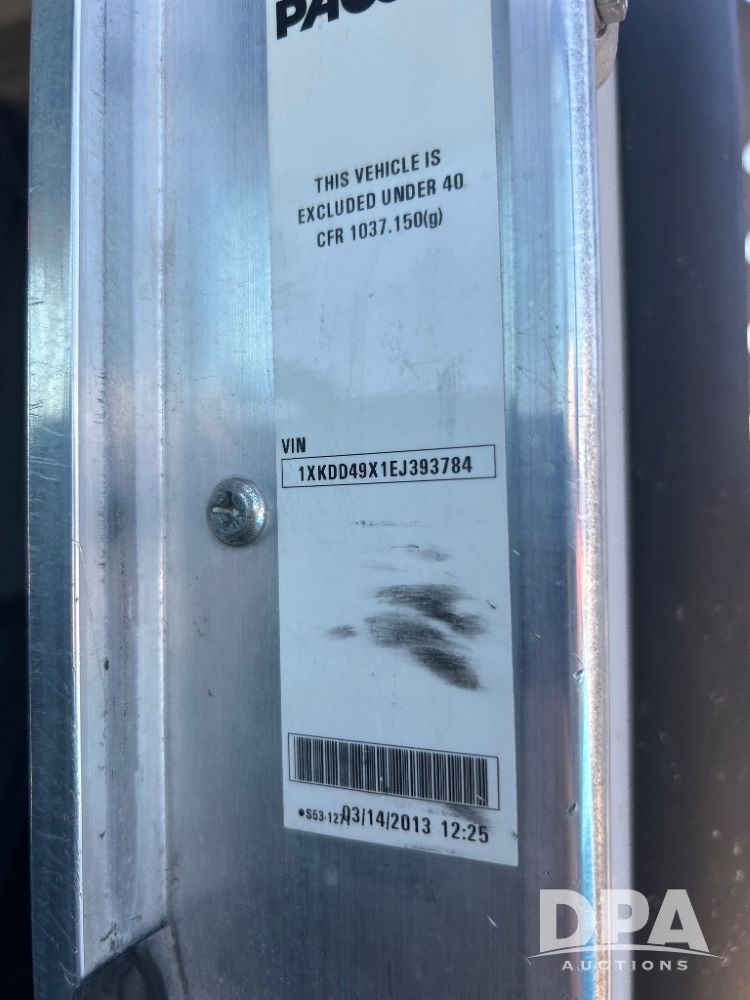 THIS VEHICLE IS
EXCLUDED UNDER 40
CFR 1037.150(g)
VIN
1XKDD49X1EJ393784
03/14/2013 12:25
DPA
AUCTIONS